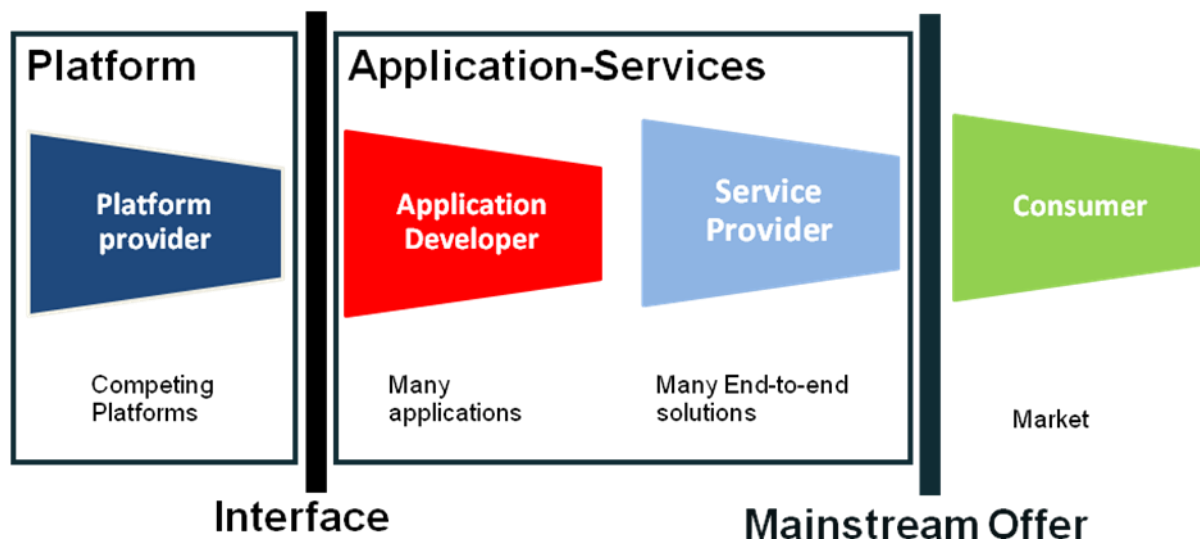 Platform
Application-Services
Platform
provider
Application
Developer
Service
Provider
Consumer
Competing
Platforms
Many
applications
Many End-to-end
solutions
Market
Interface
Mainstream Offer